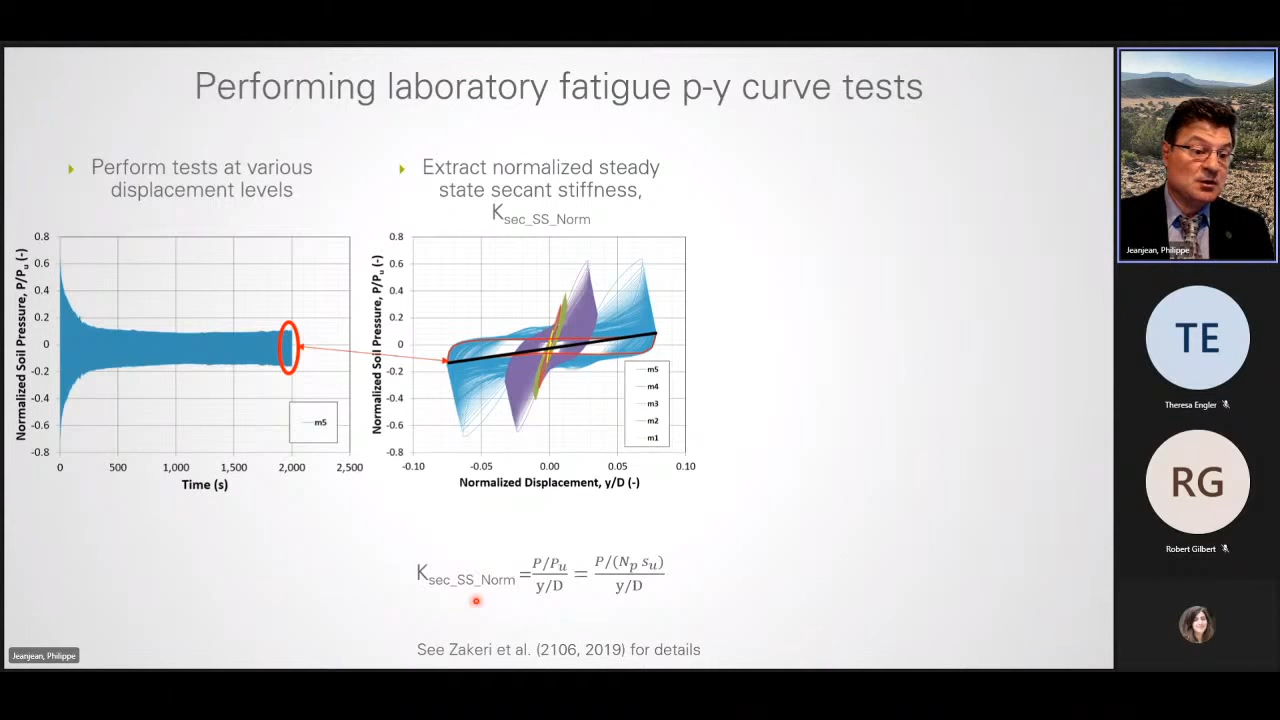 Performing laboratory fatigue p-y curve tests
Perform tests at various
displacement levels
Extract normalized steady
state secant stiffness,
Ksec_SS_Norm
Normalized Soil Pressure, P/Pu (-)
0.8
0.6
0.4
0.2
0
-0.2
-0.4
-0.6
-0.8
m5
0 500 1,000 1,500 2,000 2,500
Time (s)
Normalized Soil Pressure, P/Pu (-)
0.8
0.6
0.4
0.2
0
-0.2
-0.4
-0.6
-0.8
m5
m4
m3
m2
m1
-0.10 -0.05 0.00 0.05 0.10
Normalized Displacement, y/D (-)
Ksec_SS_Norm = P/Pu / y/D = P/(Np su) / y/D
See Zakeri et al. (2106, 2019) for details
Jeanjean, Philippe
Jeanjean, Philippe
TE
Theresa Engler
RG
Robert Gilbert